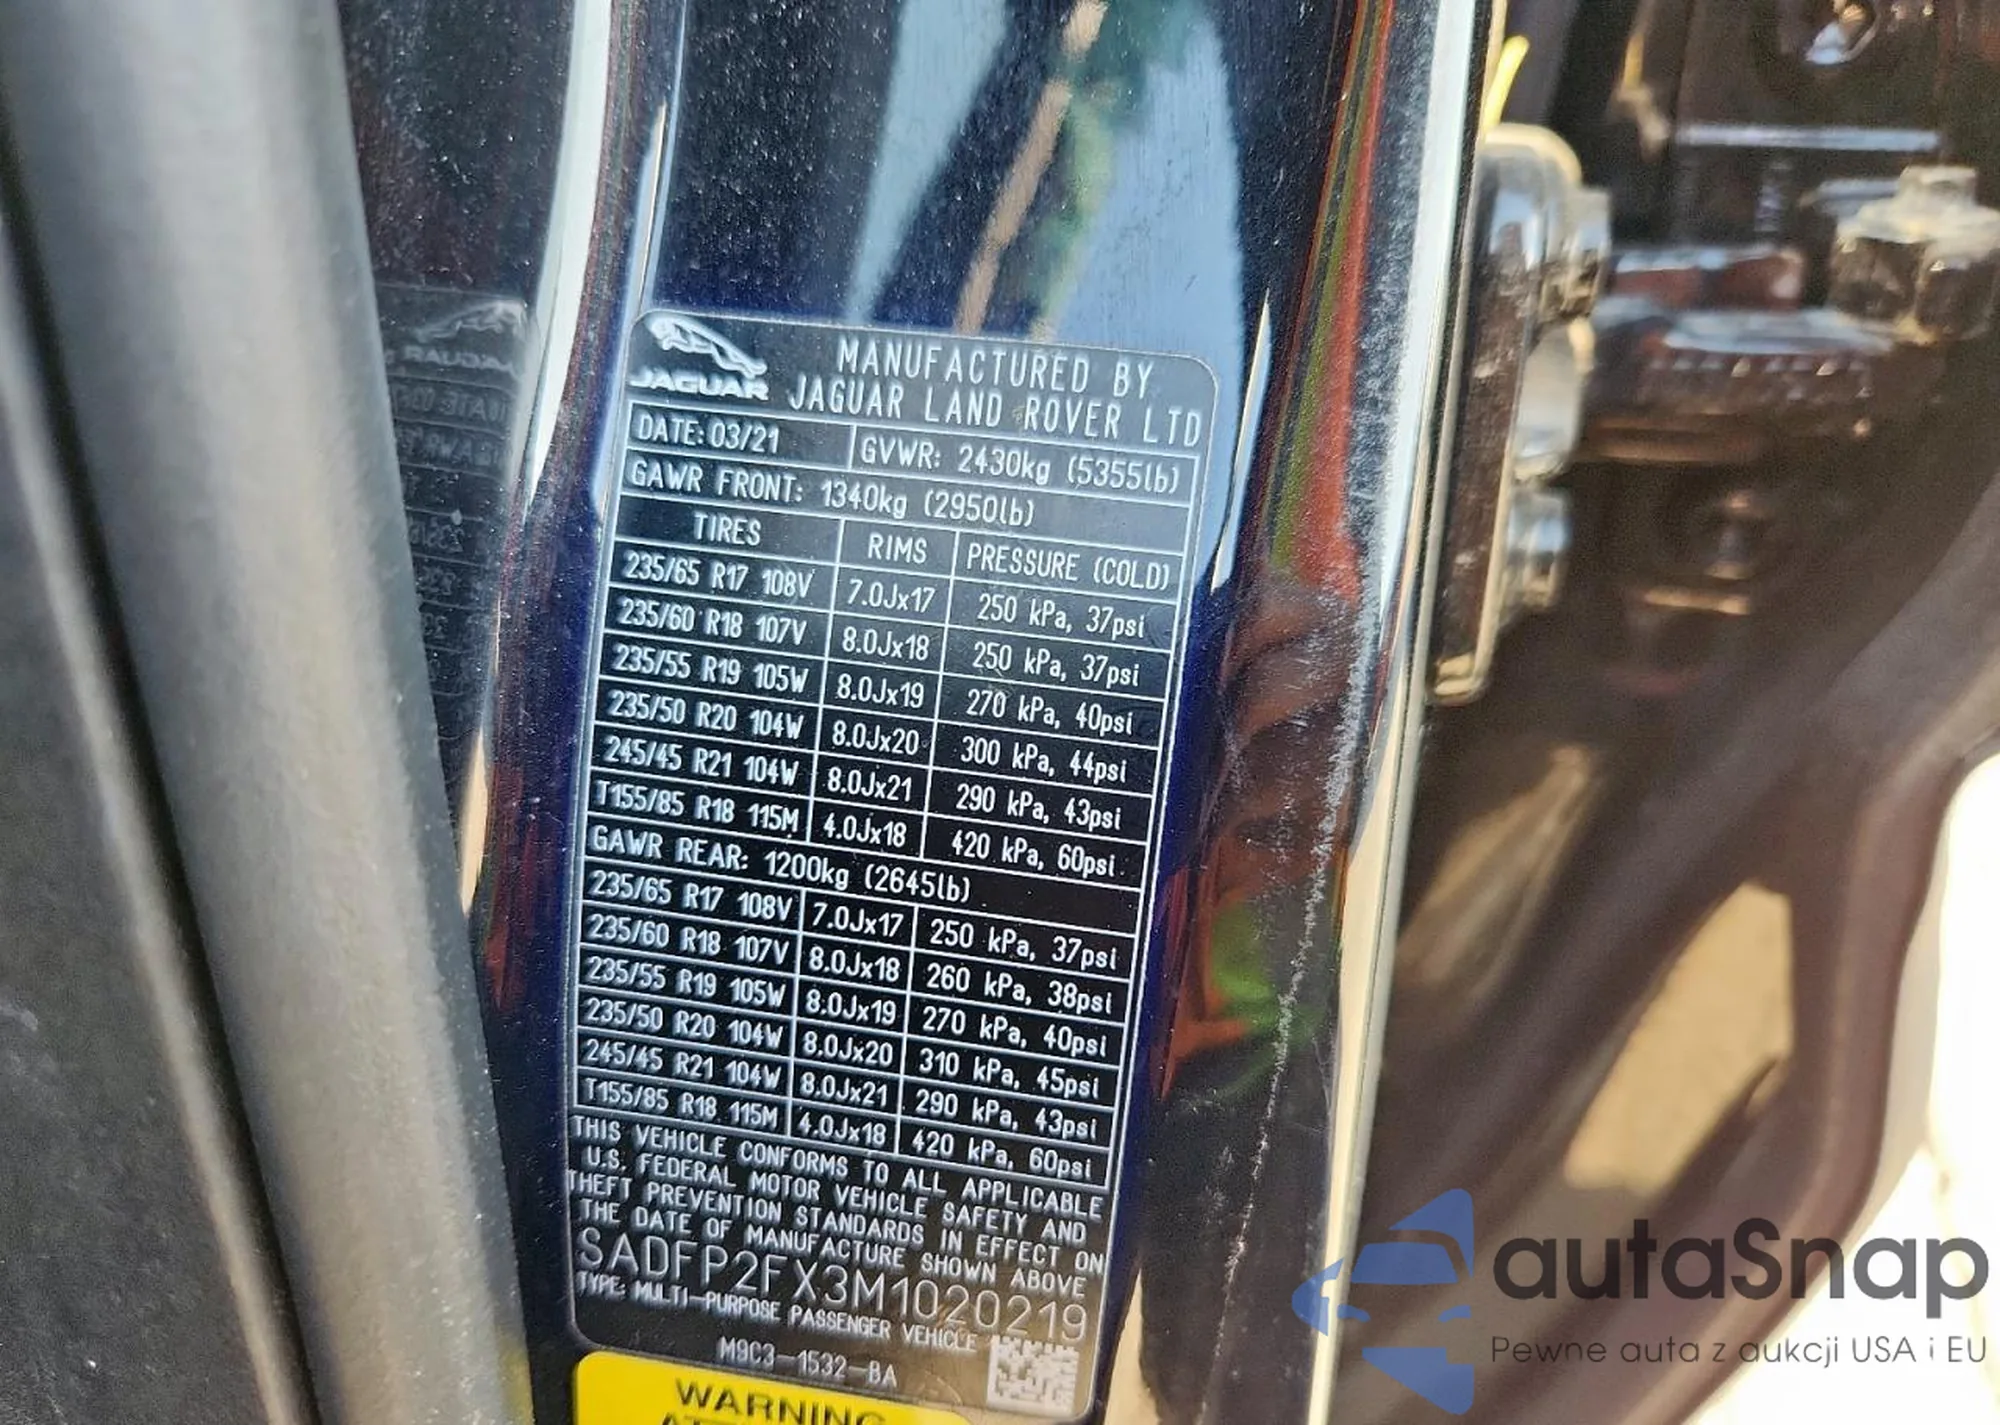 JAGUAR
MANUFACTURED BY
JAGUAR LAND ROVER LTD
DATE: 03/21 GVWR: 2430kg (5355lb)
GAWR FRONT: 1340kg (2950lb)
TIRES RIMS PRESSURE (COLD)
235/65 R17 108V 7.0Jx17 250 kPa, 37psi
235/60 R18 107V 8.0Jx18 250 kPa, 37psi
235/55 R19 105W 8.0Jx19 270 kPa, 40psi
235/50 R20 104W 8.0Jx20 300 kPa, 44psi
245/45 R21 104W 8.0Jx21 290 kPa, 43psi
T155/85 R18 115M 4.0Jx18 420 kPa, 60psi
GAWR REAR: 1200kg (2645lb)
235/65 R17 108V 7.0Jx17 250 kPa, 37psi
235/60 R18 107V 8.0Jx18 260 kPa, 38psi
235/55 R19 105W 8.0Jx19 270 kPa, 40psi
235/50 R20 104W 8.0Jx20 310 kPa, 45psi
245/45 R21 104W 8.0Jx21 290 kPa, 43psi
T155/85 R18 115M 4.0Jx18 420 kPa, 60psi
THIS VEHICLE CONFORMS TO ALL APPLICABLE
U.S. FEDERAL MOTOR VEHICLE SAFETY AND
THEFT PREVENTION STANDARDS IN EFFECT ON
THE DATE OF MANUFACTURE SHOWN ABOVE
SADFP2FX3M1020219
TYPE: MULTI-PURPOSE PASSENGER VEHICLE
M9C3-1532-BA
WARNING
autaSnap
Pewne auta z aukcji USA i EU